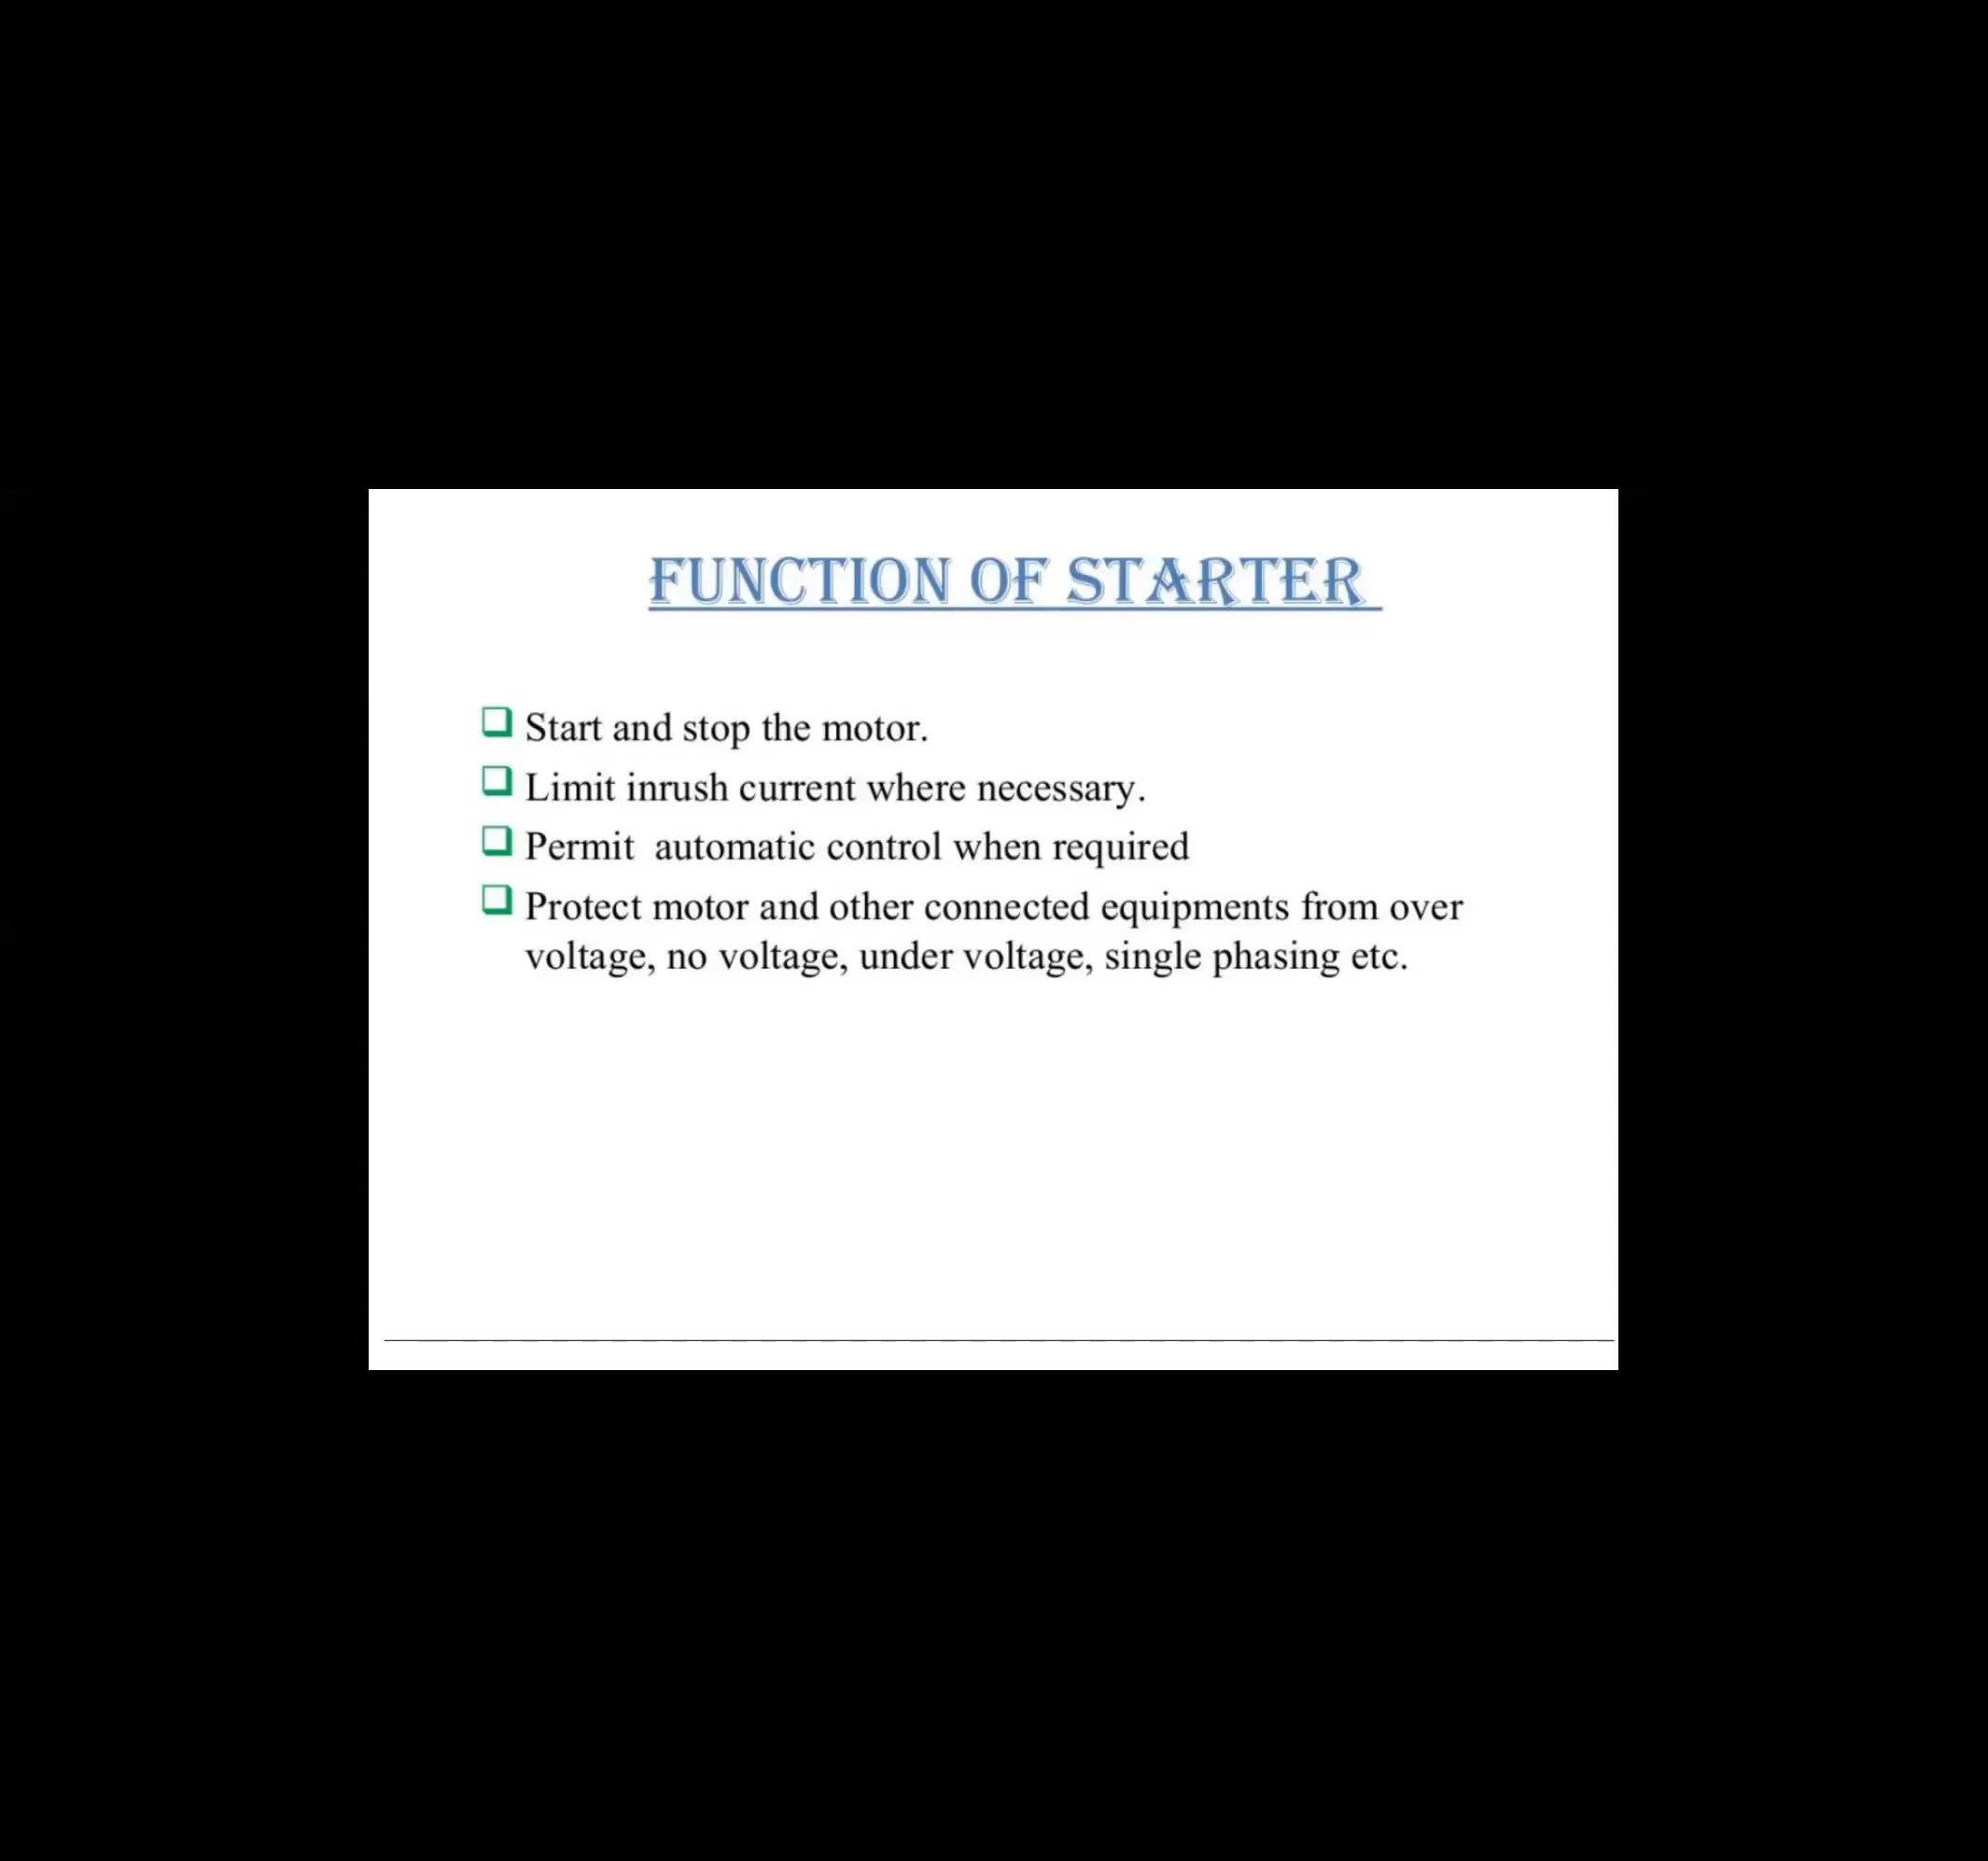 FUNCTION OF STARTER
Start and stop the motor.
Limit inrush current where necessary.
Permit automatic control when required
Protect motor and other connected equipments from over
voltage, no voltage, under voltage, single phasing etc.